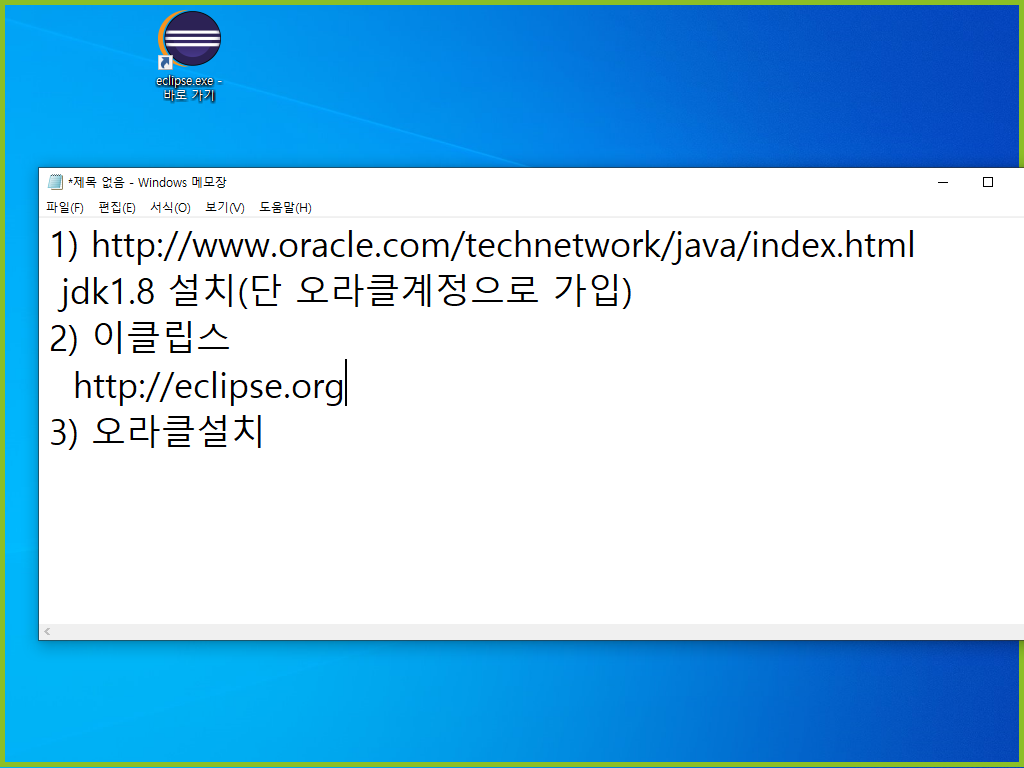 eclipse.exe -
바로 가기
*제목 없음 - Windows 메모장
파일(F) 편집(E) 서식(O) 보기(V) 도움말(H)
1) http://www.oracle.com/technetwork/java/index.html
jdk1.8 설치(단 오라클계정으로 가입)
2) 이클립스
http://eclipse.org
3) 오라클설치